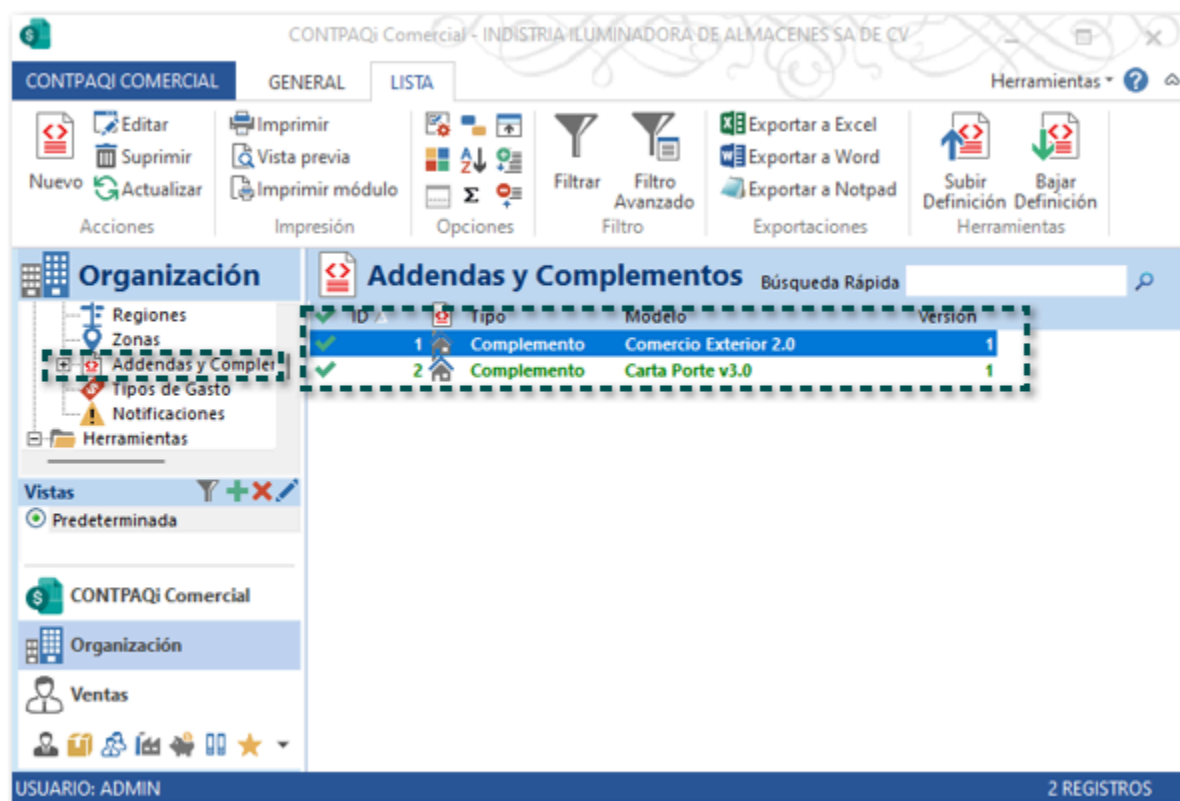 CONTPAQi Comercial - INDISTRIA ILUMINADORA DE ALMACENES SA DE CV
CONTPAQI COMERCIAL GENERAL LISTA Herramientas
Nuevo
Editar
Suprimir
Actualizar
Acciones
Imprimir
Vista previa
Imprimir módulo
Impresión
Opciones
Filtrar
Filtro
Avanzado
Filtro
Exportar a Excel
Exportar a Word
Exportar a Notpad
Exportaciones
Subir
Definición
Bajar
Definición
Herramientas
Organización
Regiones
Zonas
Addendas y Compler
Tipos de Gasto
Notificaciones
Herramientas
Vistas
Predeterminada
CONTPAQi Comercial
Organización
Ventas
Addendas y Complementos Búsqueda Rápida
ID Tipo Modelo Versión
1 Complemento Comercio Exterior 2.0 1
2 Complemento Carta Porte v3.0 1
USUARIO: ADMIN 2 REGISTROS